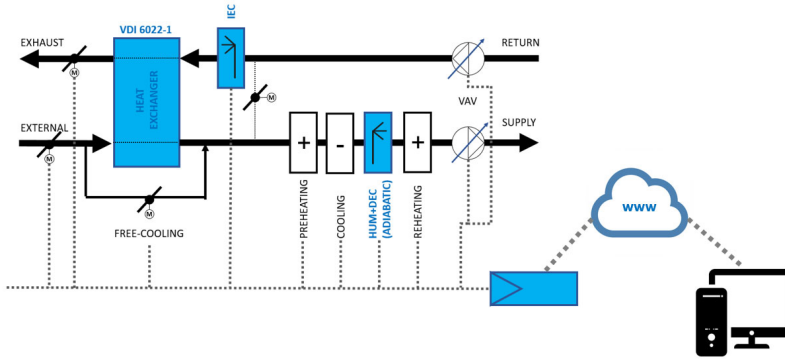 IEC
VDI 6022-1
EXHAUST
RETURN
M
HEAT
EXCHANGER
M
VAV
EXTERNAL
SUPPLY
+
-
+
M
M
FREE-COOLING
PREHEATING
COOLING
HUM+DEC
(ADIABATIC)
REHEATING
www